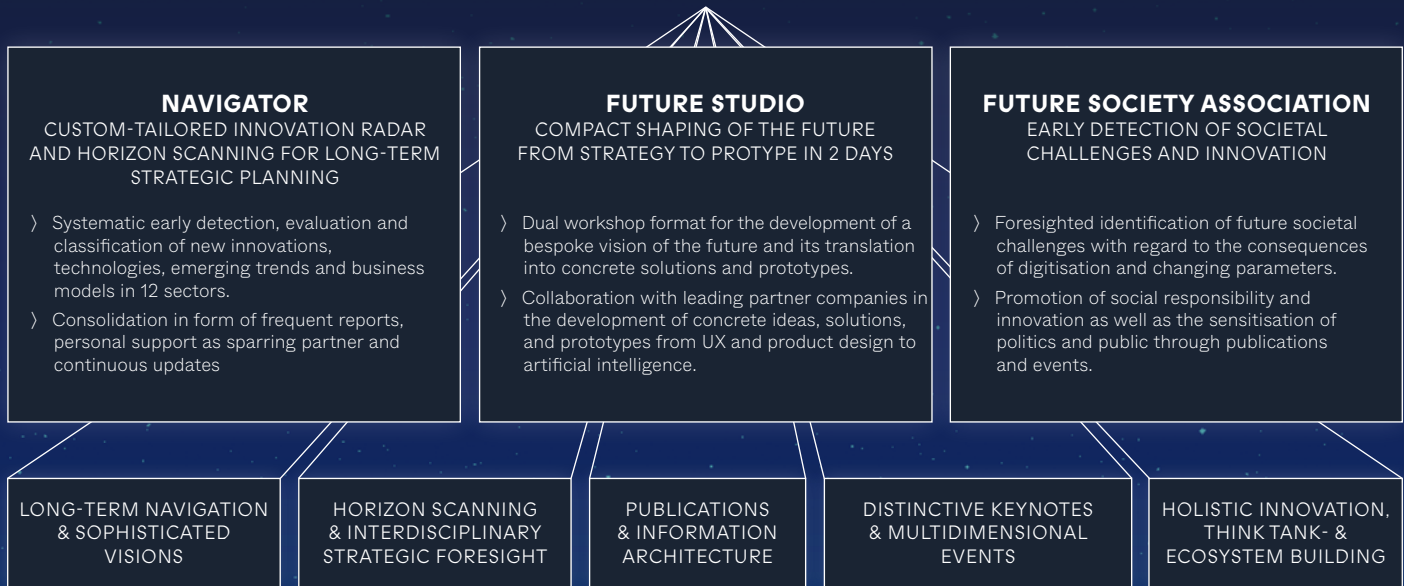 NAVIGATOR
CUSTOM-TAILORED INNOVATION RADAR
AND HORIZON SCANNING FOR LONG-TERM
STRATEGIC PLANNING
〉 Systematic early detection, evaluation and
classification of new innovations,
technologies, emerging trends and business
models in 12 sectors.
〉 Consolidation in form of frequent reports,
personal support as sparring partner and
continuous updates
FUTURE STUDIO
COMPACT SHAPING OF THE FUTURE
FROM STRATEGY TO PROTYPE IN 2 DAYS
〉 Dual workshop format for the development of a
bespoke vision of the future and its translation
into concrete solutions and prototypes.
〉 Collaboration with leading partner companies in
the development of concrete ideas, solutions,
and prototypes from UX and product design to
artificial intelligence.
FUTURE SOCIETY ASSOCIATION
EARLY DETECTION OF SOCIETAL
CHALLENGES AND INNOVATION
〉 Foresighted identification of future societal
challenges with regard to the consequences
of digitisation and changing parameters.
〉 Promotion of social responsibility and
innovation as well as the sensitisation of
politics and public through publications
and events.
LONG-TERM NAVIGATION
& SOPHISTICATED
VISIONS
HORIZON SCANNING
& INTERDISCIPLINARY
STRATEGIC FORESIGHT
PUBLICATIONS
& INFORMATION
ARCHITECTURE
DISTINCTIVE KEYNOTES
& MULTIDIMENSIONAL
EVENTS
HOLISTIC INNOVATION,
THINK TANK- &
ECOSYSTEM BUILDING